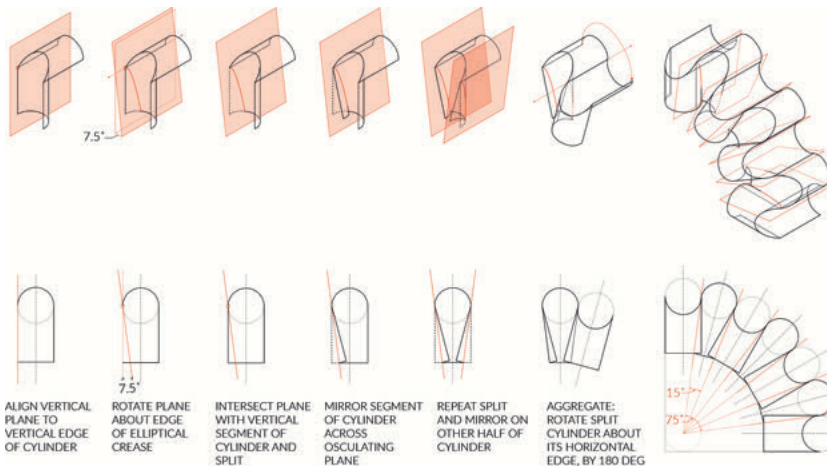 7.5°
7.5°
15°
75°
ALIGN VERTICAL
PLANE TO
VERTICAL EDGE
OF CYLINDER
ROTATE PLANE
ABOUT EDGE
OF ELLIPTICAL
CREASE
INTERSECT PLANE
WITH VERTICAL
SEGMENT OF
CYLINDER AND
SPLIT
MIRROR SEGMENT
OF CYLINDER
ACROSS
OSCULATING
PLANE
REPEAT SPLIT
AND MIRROR ON
OTHER HALF OF
CYLINDER
AGGREGATE:
ROTATE SPLIT
CYLINDER ABOUT
ITS HORIZONTAL
EDGE, BY 180 DEG